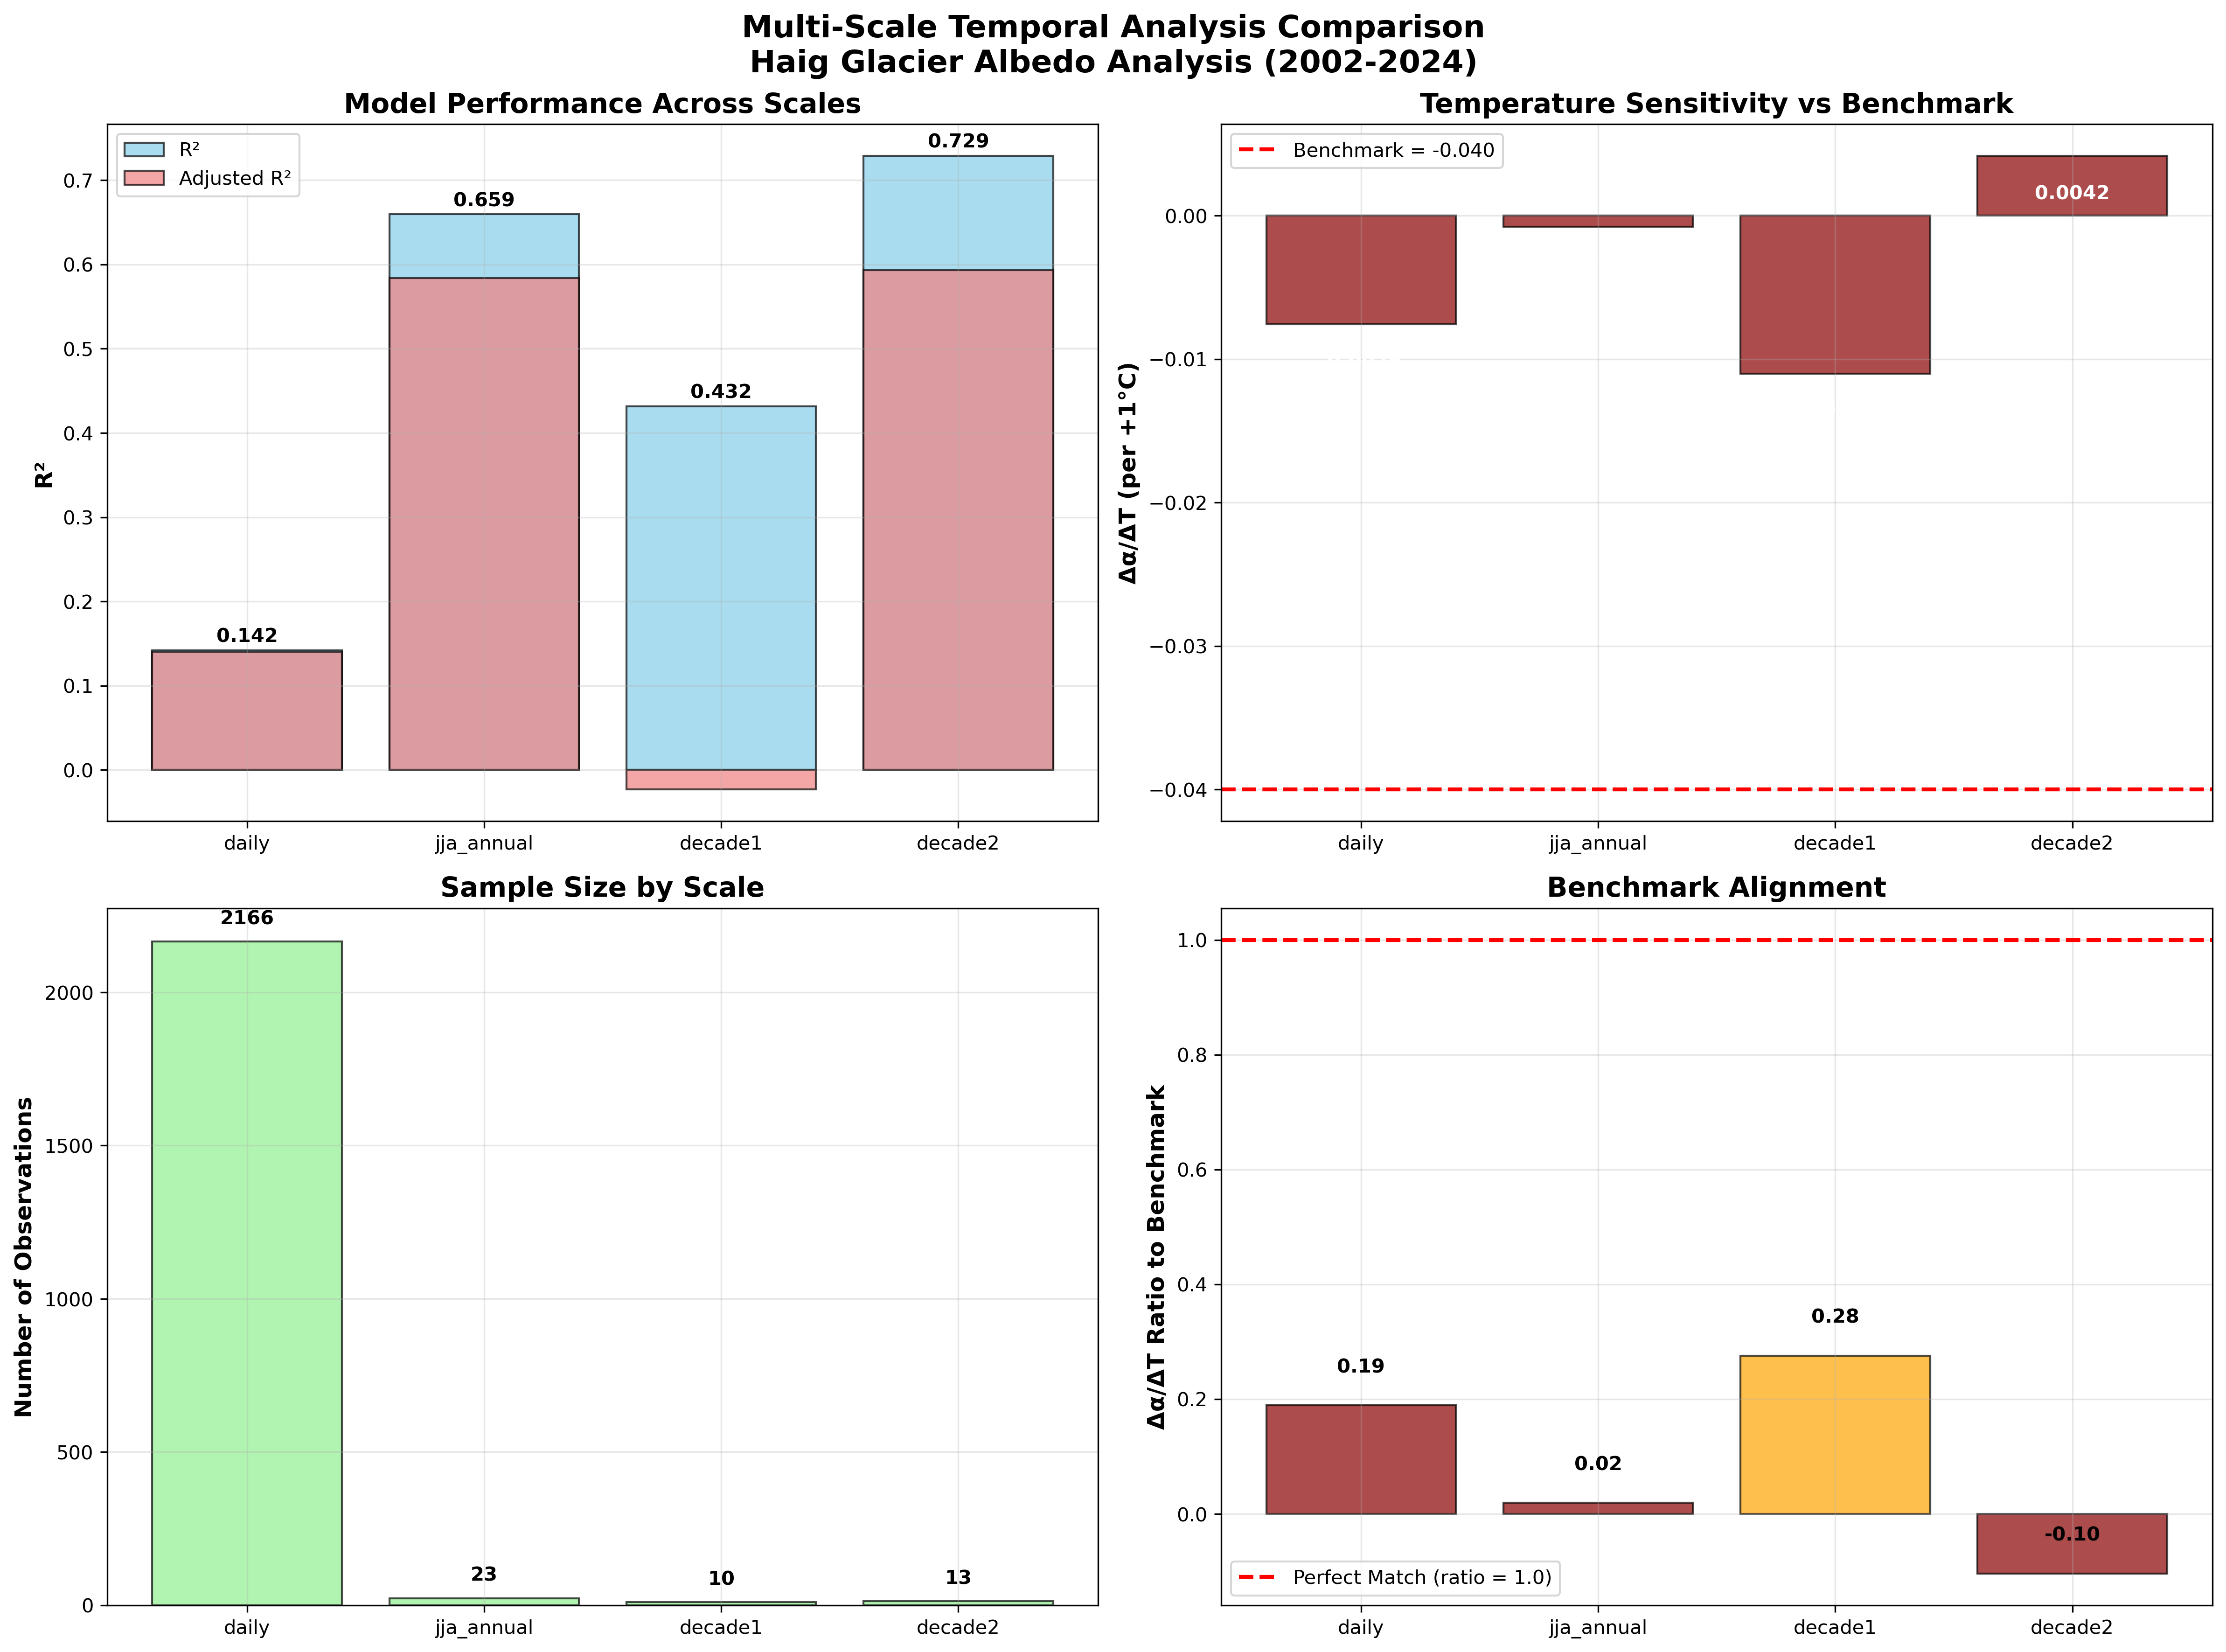 Multi-Scale Temporal Analysis Comparison
Haig Glacier Albedo Analysis (2002-2024)
Model Performance Across Scales
R²
Adjusted R²
0.142
0.659
0.432
0.729
R²
0.7
0.6
0.5
0.4
0.3
0.2
0.1
0.0
daily
jja_annual
decade1
decade2
Temperature Sensitivity vs Benchmark
Benchmark = -0.040
0.0042
Δα/ΔT (per +1°C)
0.00
−0.01
−0.02
−0.03
−0.04
daily
jja_annual
decade1
decade2
Sample Size by Scale
2166
23
10
13
Number of Observations
2000
1500
1000
500
0
daily
jja_annual
decade1
decade2
Benchmark Alignment
0.19
0.02
0.28
-0.10
Δα/ΔT Ratio to Benchmark
1.0
0.8
0.6
0.4
0.2
0.0
Perfect Match (ratio = 1.0)
daily
jja_annual
decade1
decade2